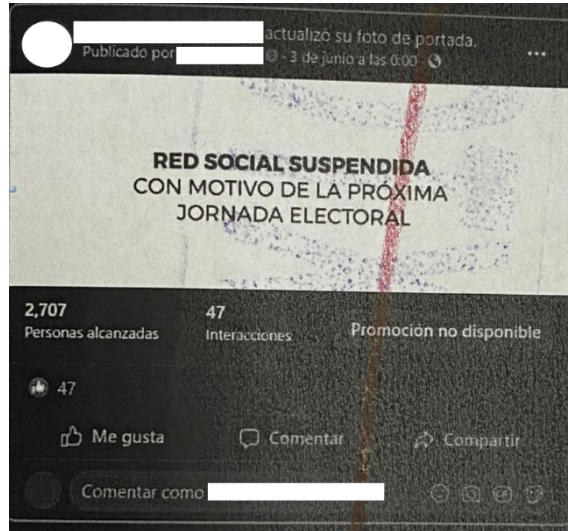 actualizó su foto de portada.
Publicado por
3 de junio a las 0:00
RED SOCIAL SUSPENDIDA
CON MOTIVO DE LA PRÓXIMA
JORNADA ELECTORAL
2,707
47
Personas alcanzadas
Interacciones
Promoción no disponible
47
Me gusta
Comentar
Compartir
Comentar como